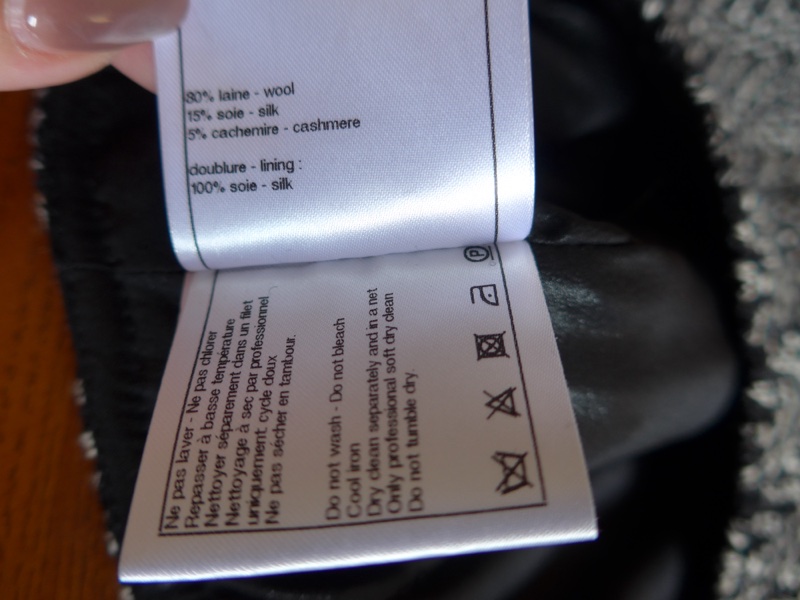 80% laine - wool
15% soie - silk
5% cachemire - cashmere
doublure - lining :
100% soie - silk
Ne pas laver - Ne pas chlorer
Repasser à basse température
Nettoyer séparement dans un filet
Nettoyage à sec par professionnel
uniquement, cycle doux
Ne pas sécher en tambour.
Do not wash - Do not bleach
Cool iron
Dry clean separately and in a net
Only professional soft dry clean
Do not tumble dry.
P